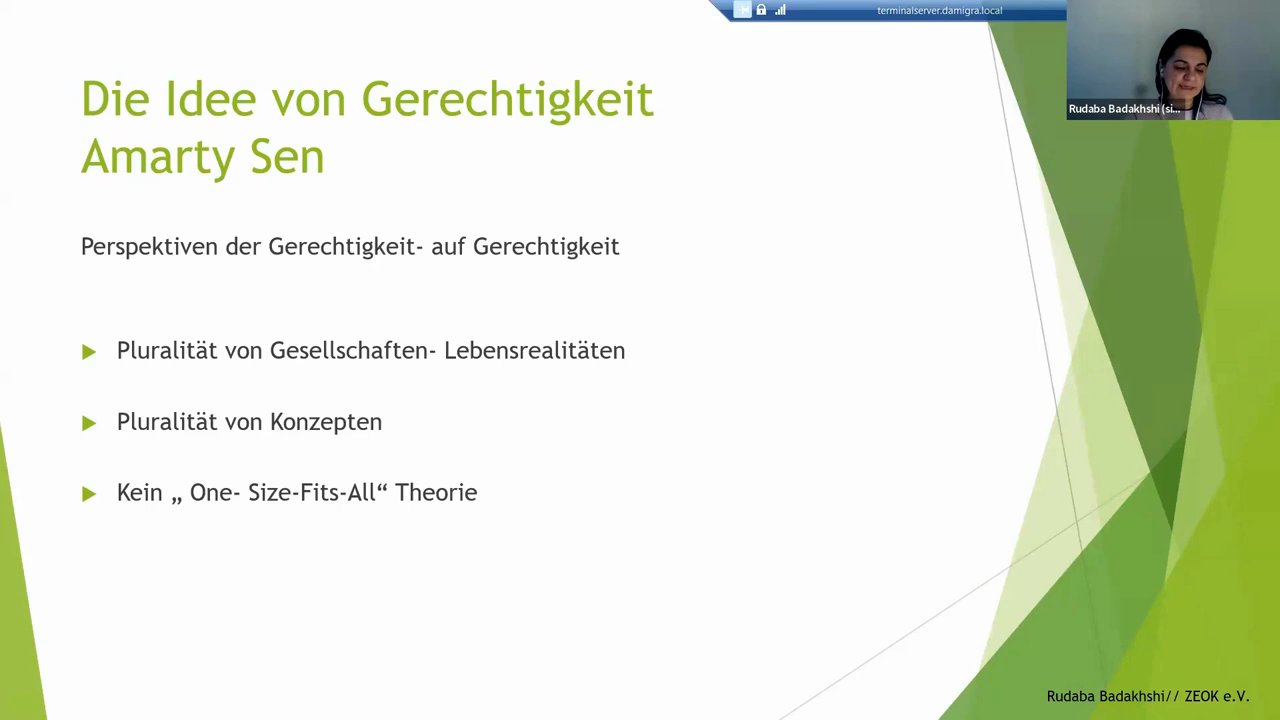 terminalserver.damigra.local
Rudaba Badakhshi (si...
Die Idee von Gerechtigkeit
Amarty Sen
Perspektiven der Gerechtigkeit- auf Gerechtigkeit
Pluralität von Gesellschaften- Lebensrealitäten
Pluralität von Konzepten
Kein „ One- Size-Fits-All“ Theorie
Rudaba Badakhshi// ZEOK e.V.